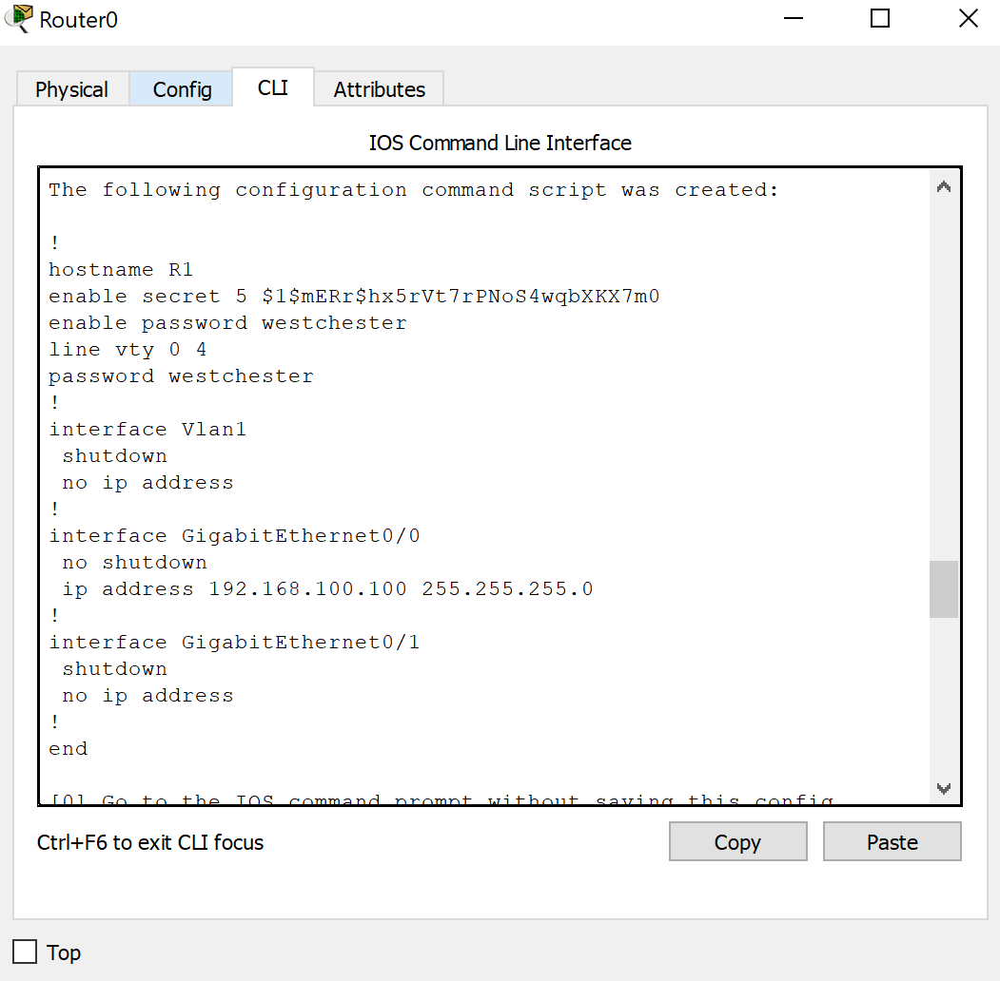 Router0
Physical Config CLI Attributes
IOS Command Line Interface
The following configuration command script was created:
!
hostname R1
enable secret 5 $1$mERr$hx5rVt7rPNoS4wqbXKX7m0
enable password westchester
line vty 0 4
password westchester
!
interface Vlan1
shutdown
no ip address
!
interface GigabitEthernet0/0
no shutdown
ip address 192.168.100.100 255.255.255.0
!
interface GigabitEthernet0/1
shutdown
no ip address
!
end
[0] Go to the IOS command prompt without saving this config.
Ctrl+F6 to exit CLI focus
Copy Paste
Top